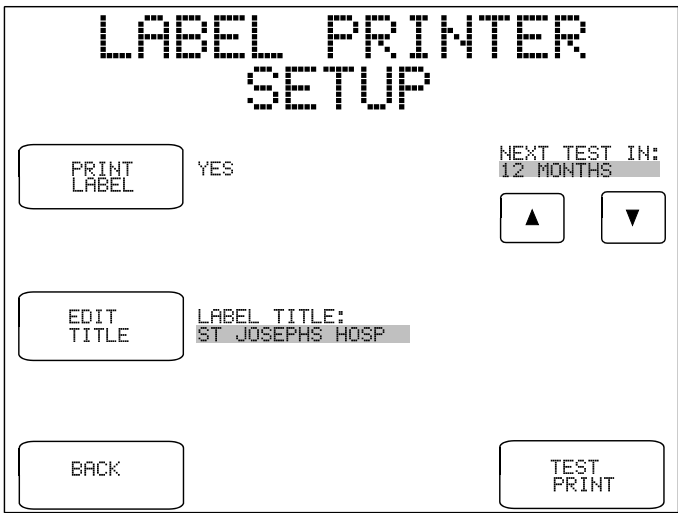 LABEL PRINTER
SETUP
PRINT
LABEL
YES
NEXT TEST IN:
12 MONTHS
▲
▼
EDIT
TITLE
LABEL TITLE:
ST JOSEPHS HOSP
BACK
TEST
PRINT